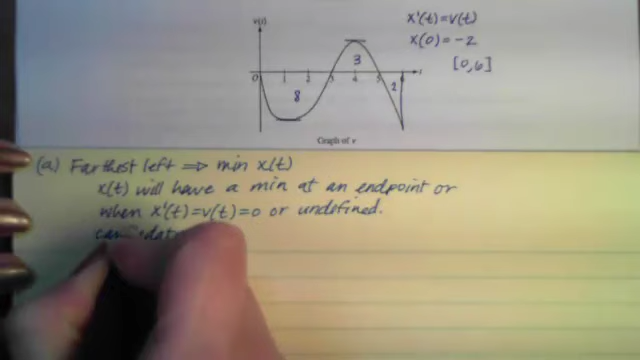 v(t)
x'(t) = v(t)
x(0) = -2
[0,6]
3
O 1 2 3 4 5 6 t
8
2
Graph of v
(a) Farthest left ⟹ min x(t)
x(t) will have a min at an endpoint or
when x'(t) = v(t) = 0 or undefined.